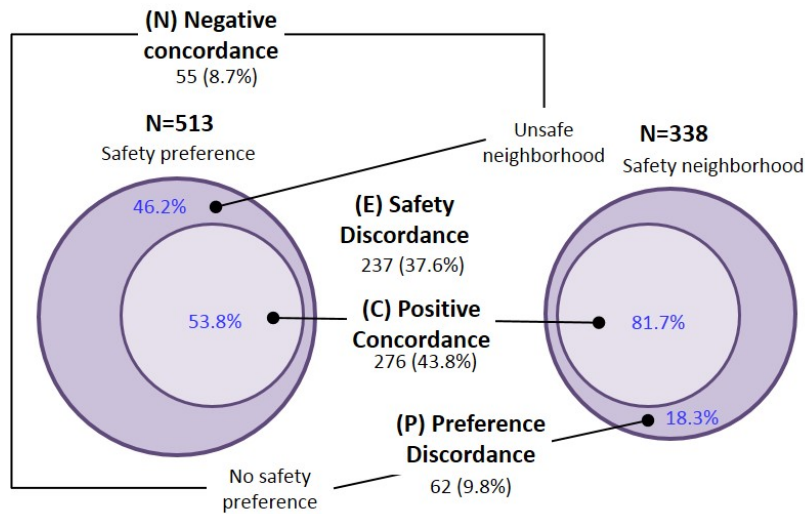 (N) Negative
concordance
55 (8.7%)
N=513
Safety preference
Unsafe
neighborhood
N=338
Safety neighborhood
46.2%
(E) Safety
Discordance
237 (37.6%)
53.8%
(C) Positive
Concordance
276 (43.8%)
81.7%
(P) Preference
Discordance
62 (9.8%)
18.3%
No safety
preference